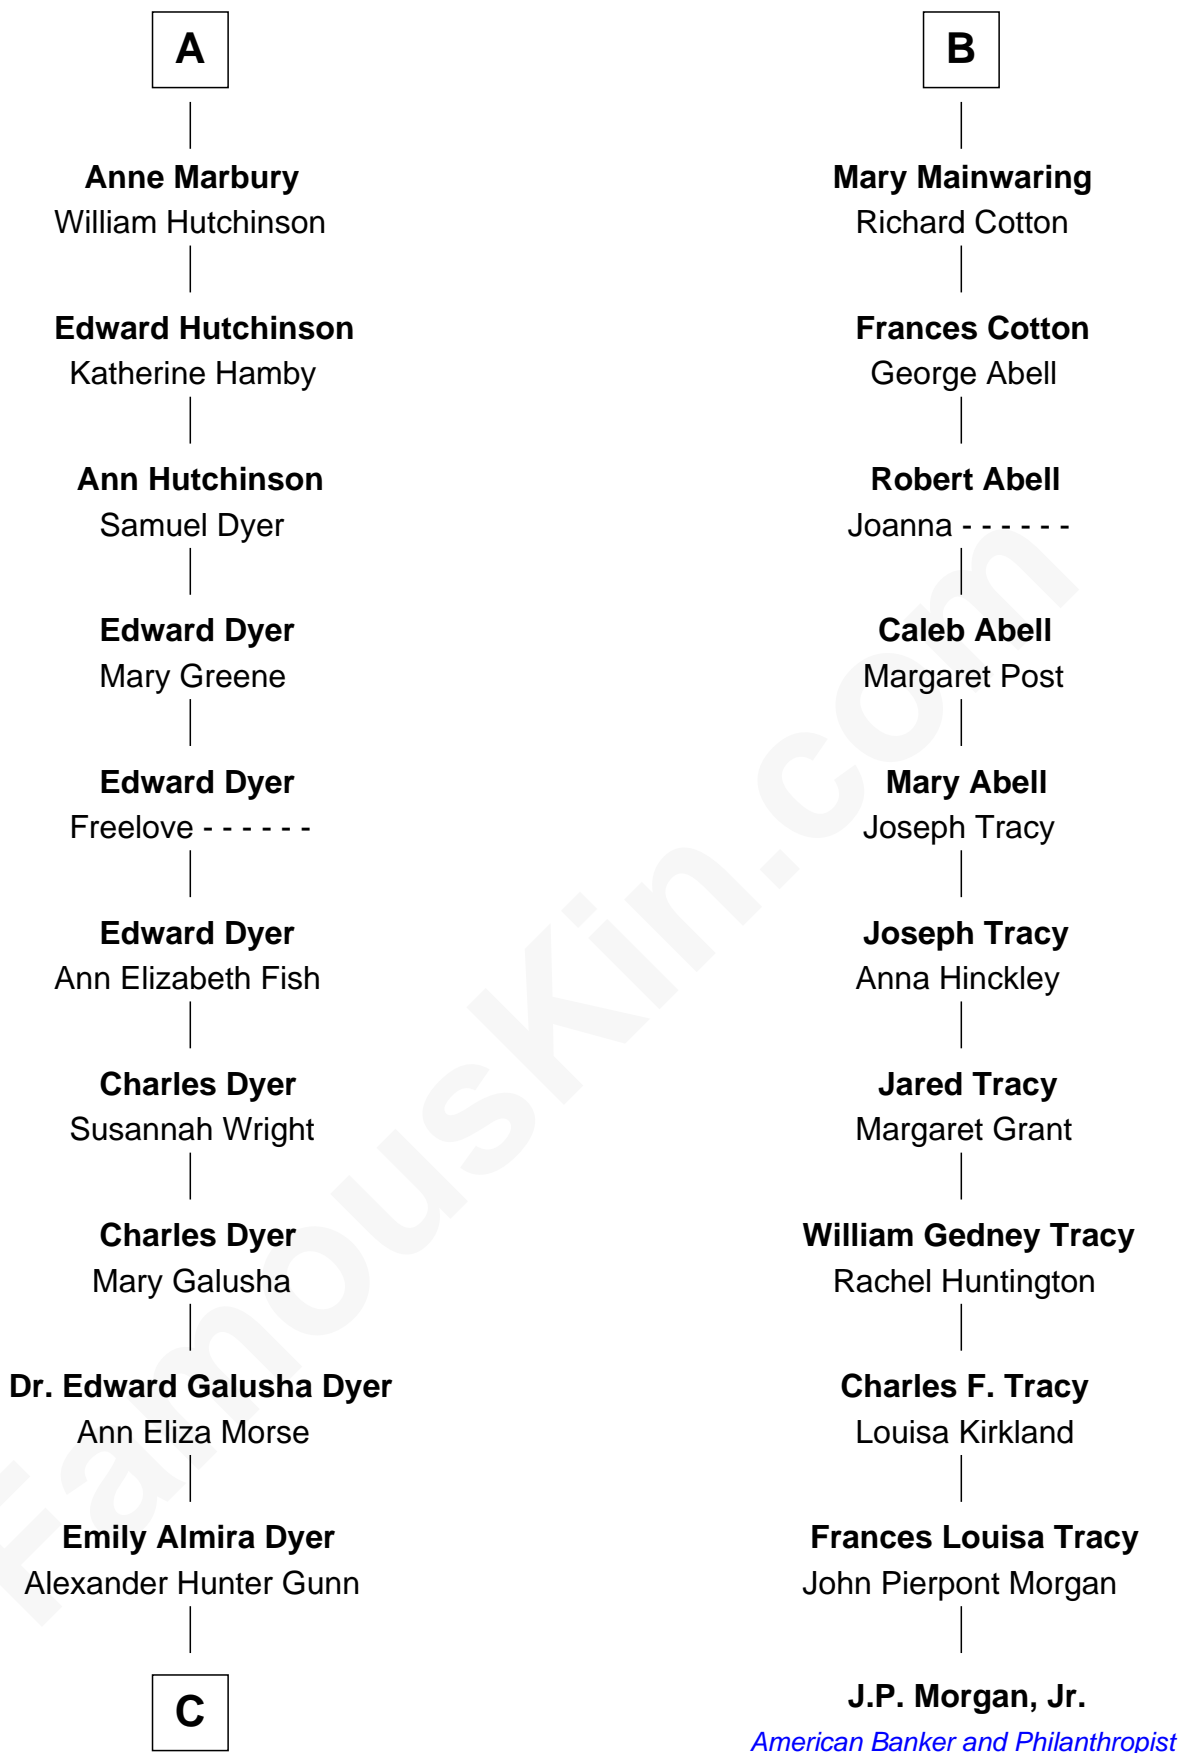 A
Anne Marbury
William Hutchinson
Edward Hutchinson
Katherine Hamby
Ann Hutchinson
Samuel Dyer
Edward Dyer
Mary Greene
Edward Dyer
Freelove - - - - - -
Edward Dyer
Ann Elizabeth Fish
Charles Dyer
Susannah Wright
Charles Dyer
Mary Galusha
Dr. Edward Galusha Dyer
Ann Eliza Morse
Emily Almira Dyer
Alexander Hunter Gunn
C
B
Mary Mainwaring
Richard Cotton
Frances Cotton
George Abell
Robert Abell
Joanna - - - - - -
Caleb Abell
Margaret Post
Mary Abell
Joseph Tracy
Joseph Tracy
Anna Hinckley
Jared Tracy
Margaret Grant
William Gedney Tracy
Rachel Huntington
Charles F. Tracy
Louisa Kirkland
Frances Louisa Tracy
John Pierpont Morgan
J.P. Morgan, Jr.
American Banker and Philanthropist
FamousKin.com